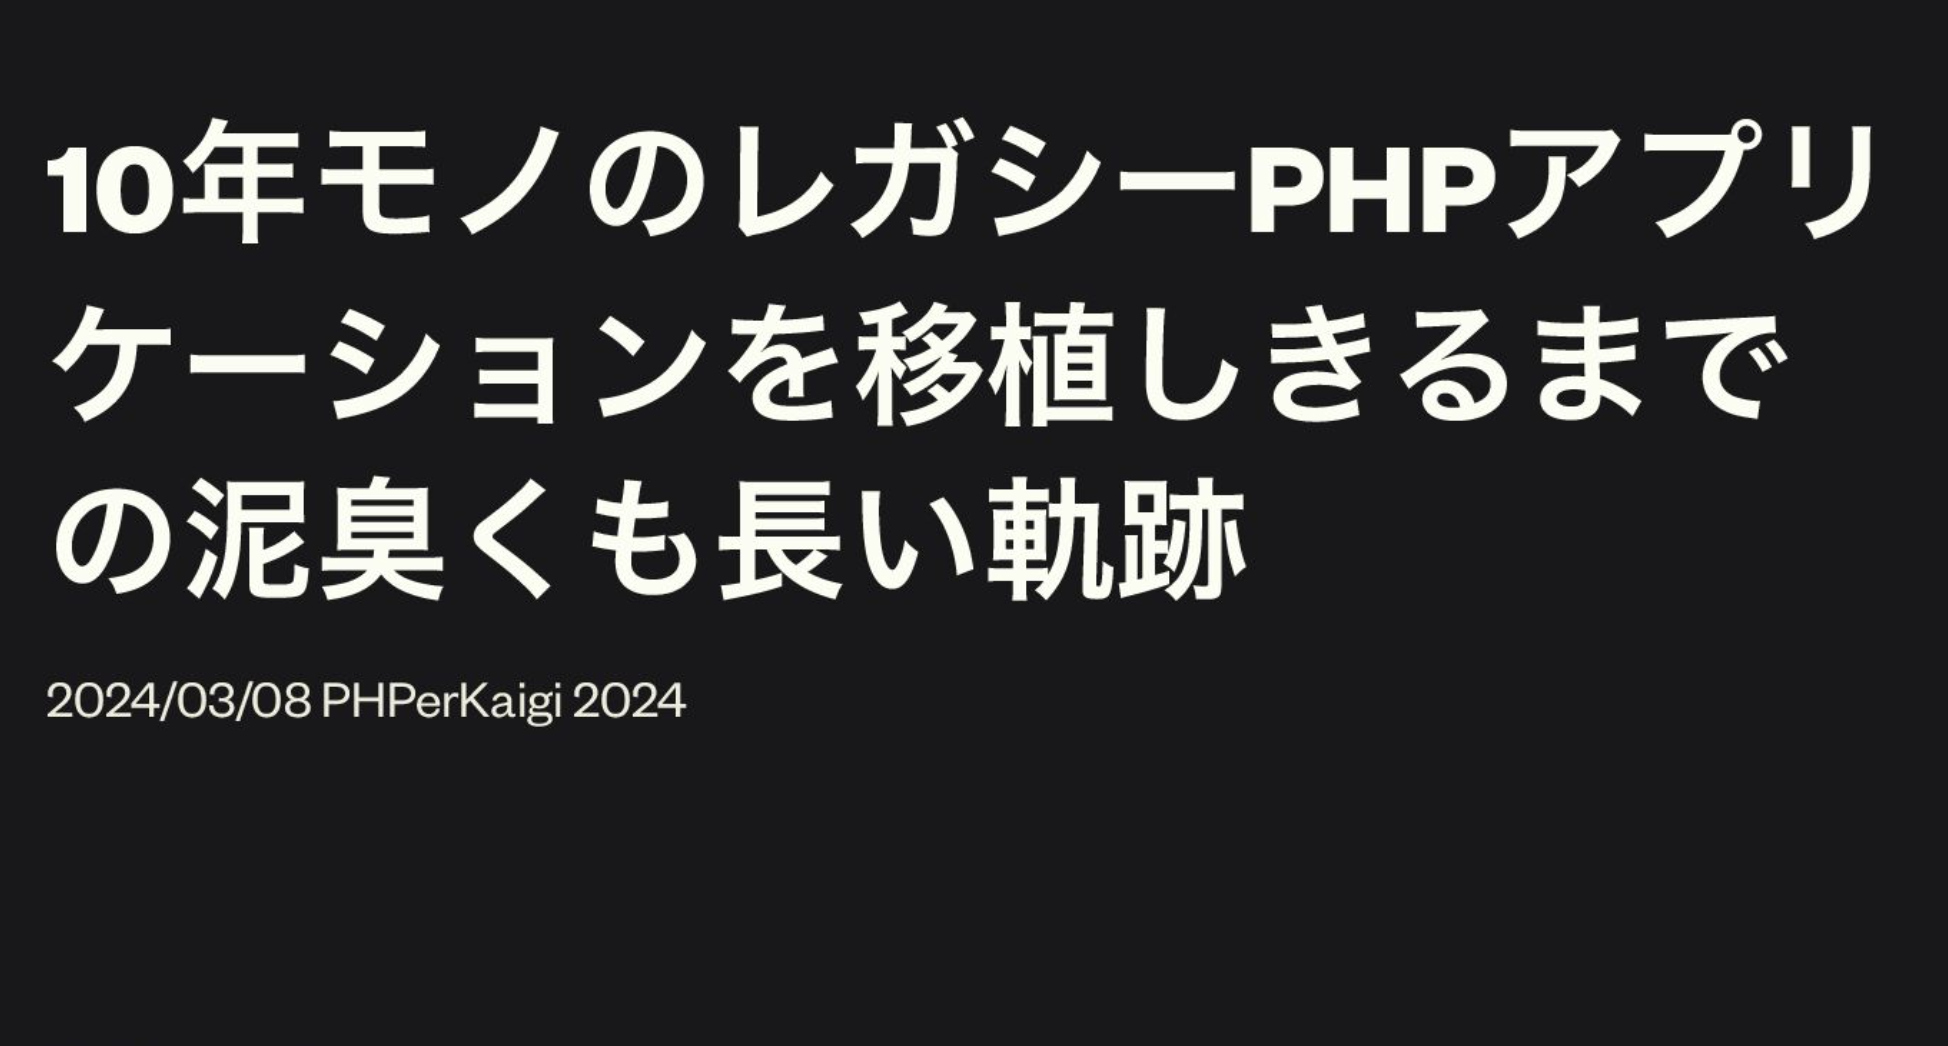 10年モノのレガシーPHPアプリ
ケーションを移植しきるまで
の泥臭くも長い軌跡
2024/03/08 PHPerKaigi 2024